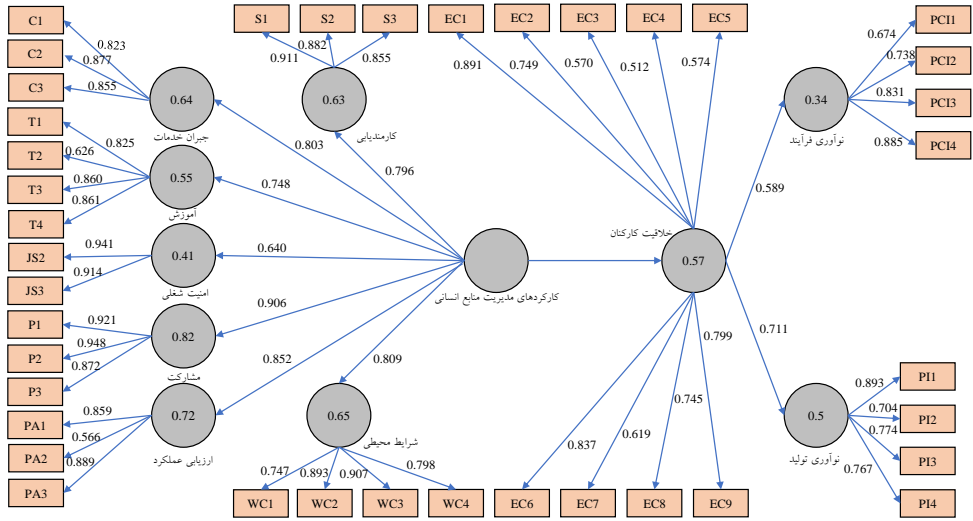 C1
C2
C3
T1
T2
T3
T4
JS2
JS3
P1
P2
P3
PA1
PA2
PA3
0.823
0.877
0.855
0.825
0.626
0.860
0.861
0.941
0.914
0.921
0.948
0.872
0.859
0.566
0.889
0.64
جبران خدمات
0.55
آموزش
0.41
امنیت شغلی
0.82
مشارکت
0.72
ارزیابی عملکرد
S1
S2
S3
0.911
0.882
0.855
0.63
کارمندیابی
0.803
0.796
0.748
0.640
0.906
0.852
0.809
کارکردهای مدیریت منابع انسانی
0.65
شرایط محیطی
0.747
0.893
0.907
0.798
WC1
WC2
WC3
WC4
EC1
EC2
EC3
EC4
EC5
0.891
0.749
0.570
0.512
0.574
خلاقیت کارکنان
0.57
0.837
0.619
0.745
0.799
EC6
EC7
EC8
EC9
0.589
0.711
0.34
نوآوری فرآیند
0.674
0.738
0.831
0.885
PCI1
PCI2
PCI3
PCI4
0.5
نوآوری تولید
0.893
0.704
0.774
0.767
PI1
PI2
PI3
PI4